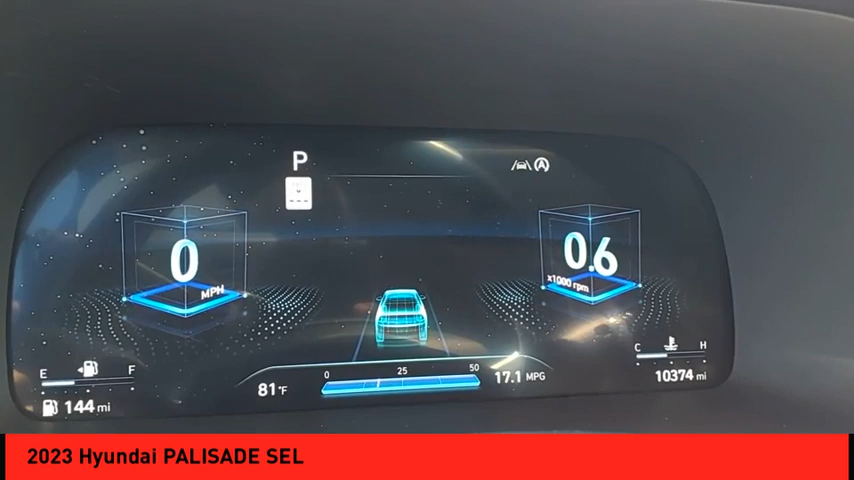 P
0
MPH
0.6
x1000 rpm
E F
144 mi
81°F
0 25 50
17.1 MPG
C H
10374 mi
2023 Hyundai PALISADE SEL